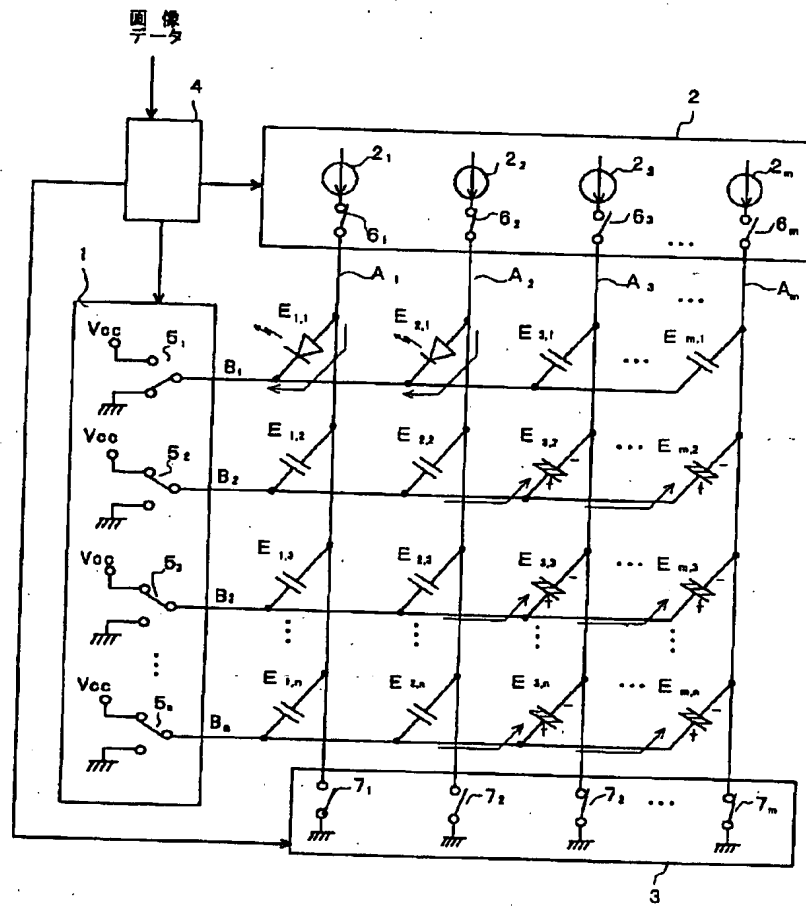 画像
データ
4
2
2₁ 2₂ 2₃ 2ₘ
6₁ 6₂ 6₃ 6ₘ
...
1
A₁ A₂ A₃ ... Aₘ
Vcc 5₁ B₁ E₁,₁ E₂,₁ E₃,₁ ... Eₘ,₁
Vcc 5₂ B₂ E₁,₂ E₂,₂ E₃,₂ ... Eₘ,₂
- -
+ +
Vcc 5₃ B₃ E₁,₃ E₂,₃ E₃,₃ ... Eₘ,₃
- -
+ +
Vcc 5ₙ Bₙ E₁,ₙ E₂,ₙ E₃,ₙ ... Eₘ,ₙ
- -
+ +
7₁ 7₂ 7₃ ... 7ₘ
3